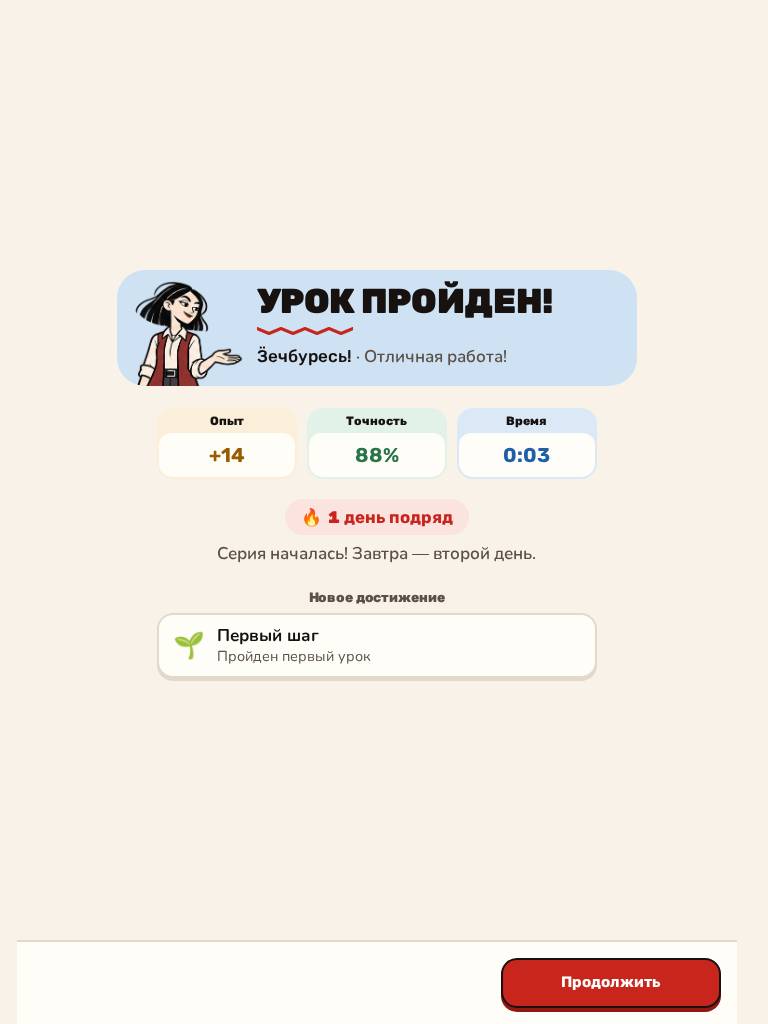 УРОК ПРОЙДЕН!
Ӟечбуресь! · Отличная работа!
Опыт
+14
Точность
88%
Время
0:03
🔥 1 день подряд
Серия началась! Завтра — второй день.
Новое достижение
Первый шаг
Пройден первый урок
Продолжить